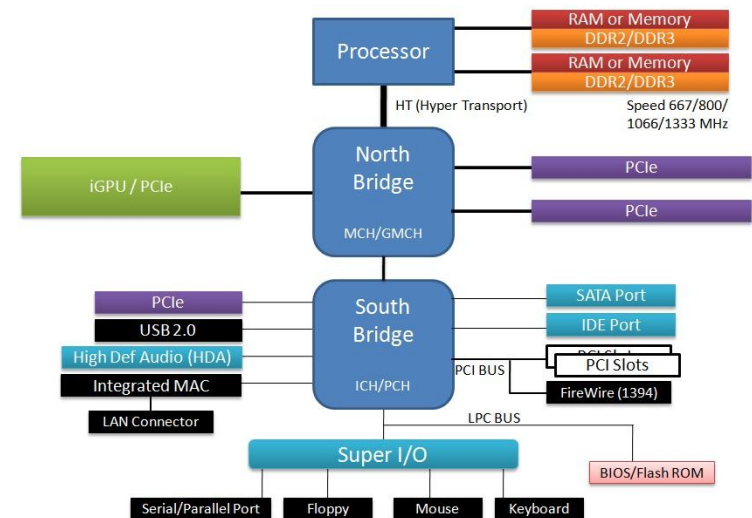 Processor
RAM or Memory
DDR2/DDR3
RAM or Memory
DDR2/DDR3
HT (Hyper Transport)
Speed 667/800/
1066/1333 MHz
North
Bridge
MCH/GMCH
iGPU / PCIe
PCIe
PCIe
South
Bridge
ICH/PCH
PCIe
USB 2.0
High Def Audio (HDA)
Integrated MAC
LAN Connector
SATA Port
IDE Port
PCI BUS
PCI Slots
PCI Slots
FireWire (1394)
LPC BUS
Super I/O
BIOS/Flash ROM
Serial/Parallel Port
Floppy
Mouse
Keyboard